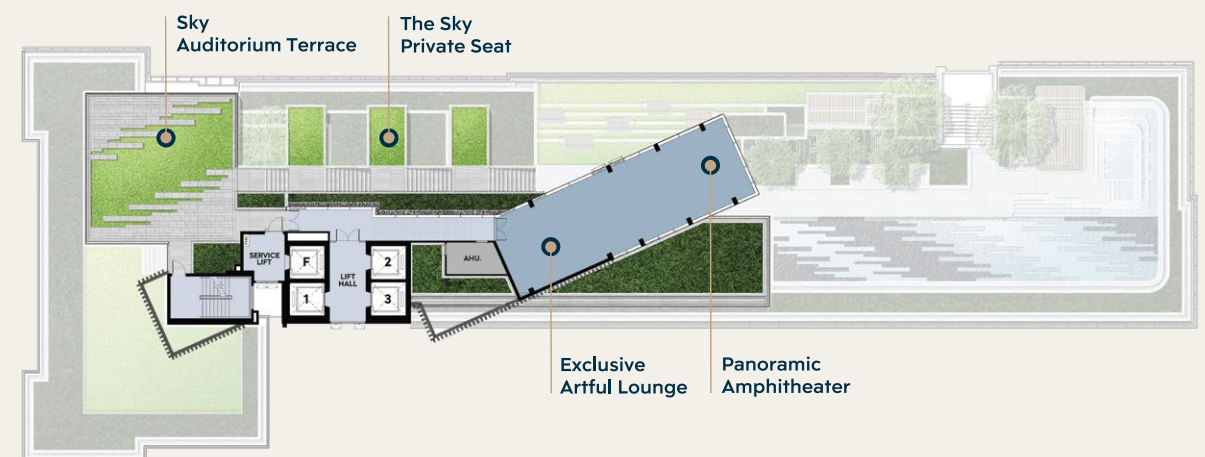 Sky
Auditorium Terrace
The Sky
Private Seat
SERVICE
LIFT
F
2
LIFT
HALL
1
3
AHU.
Exclusive
Artful Lounge
Panoramic
Amphitheater